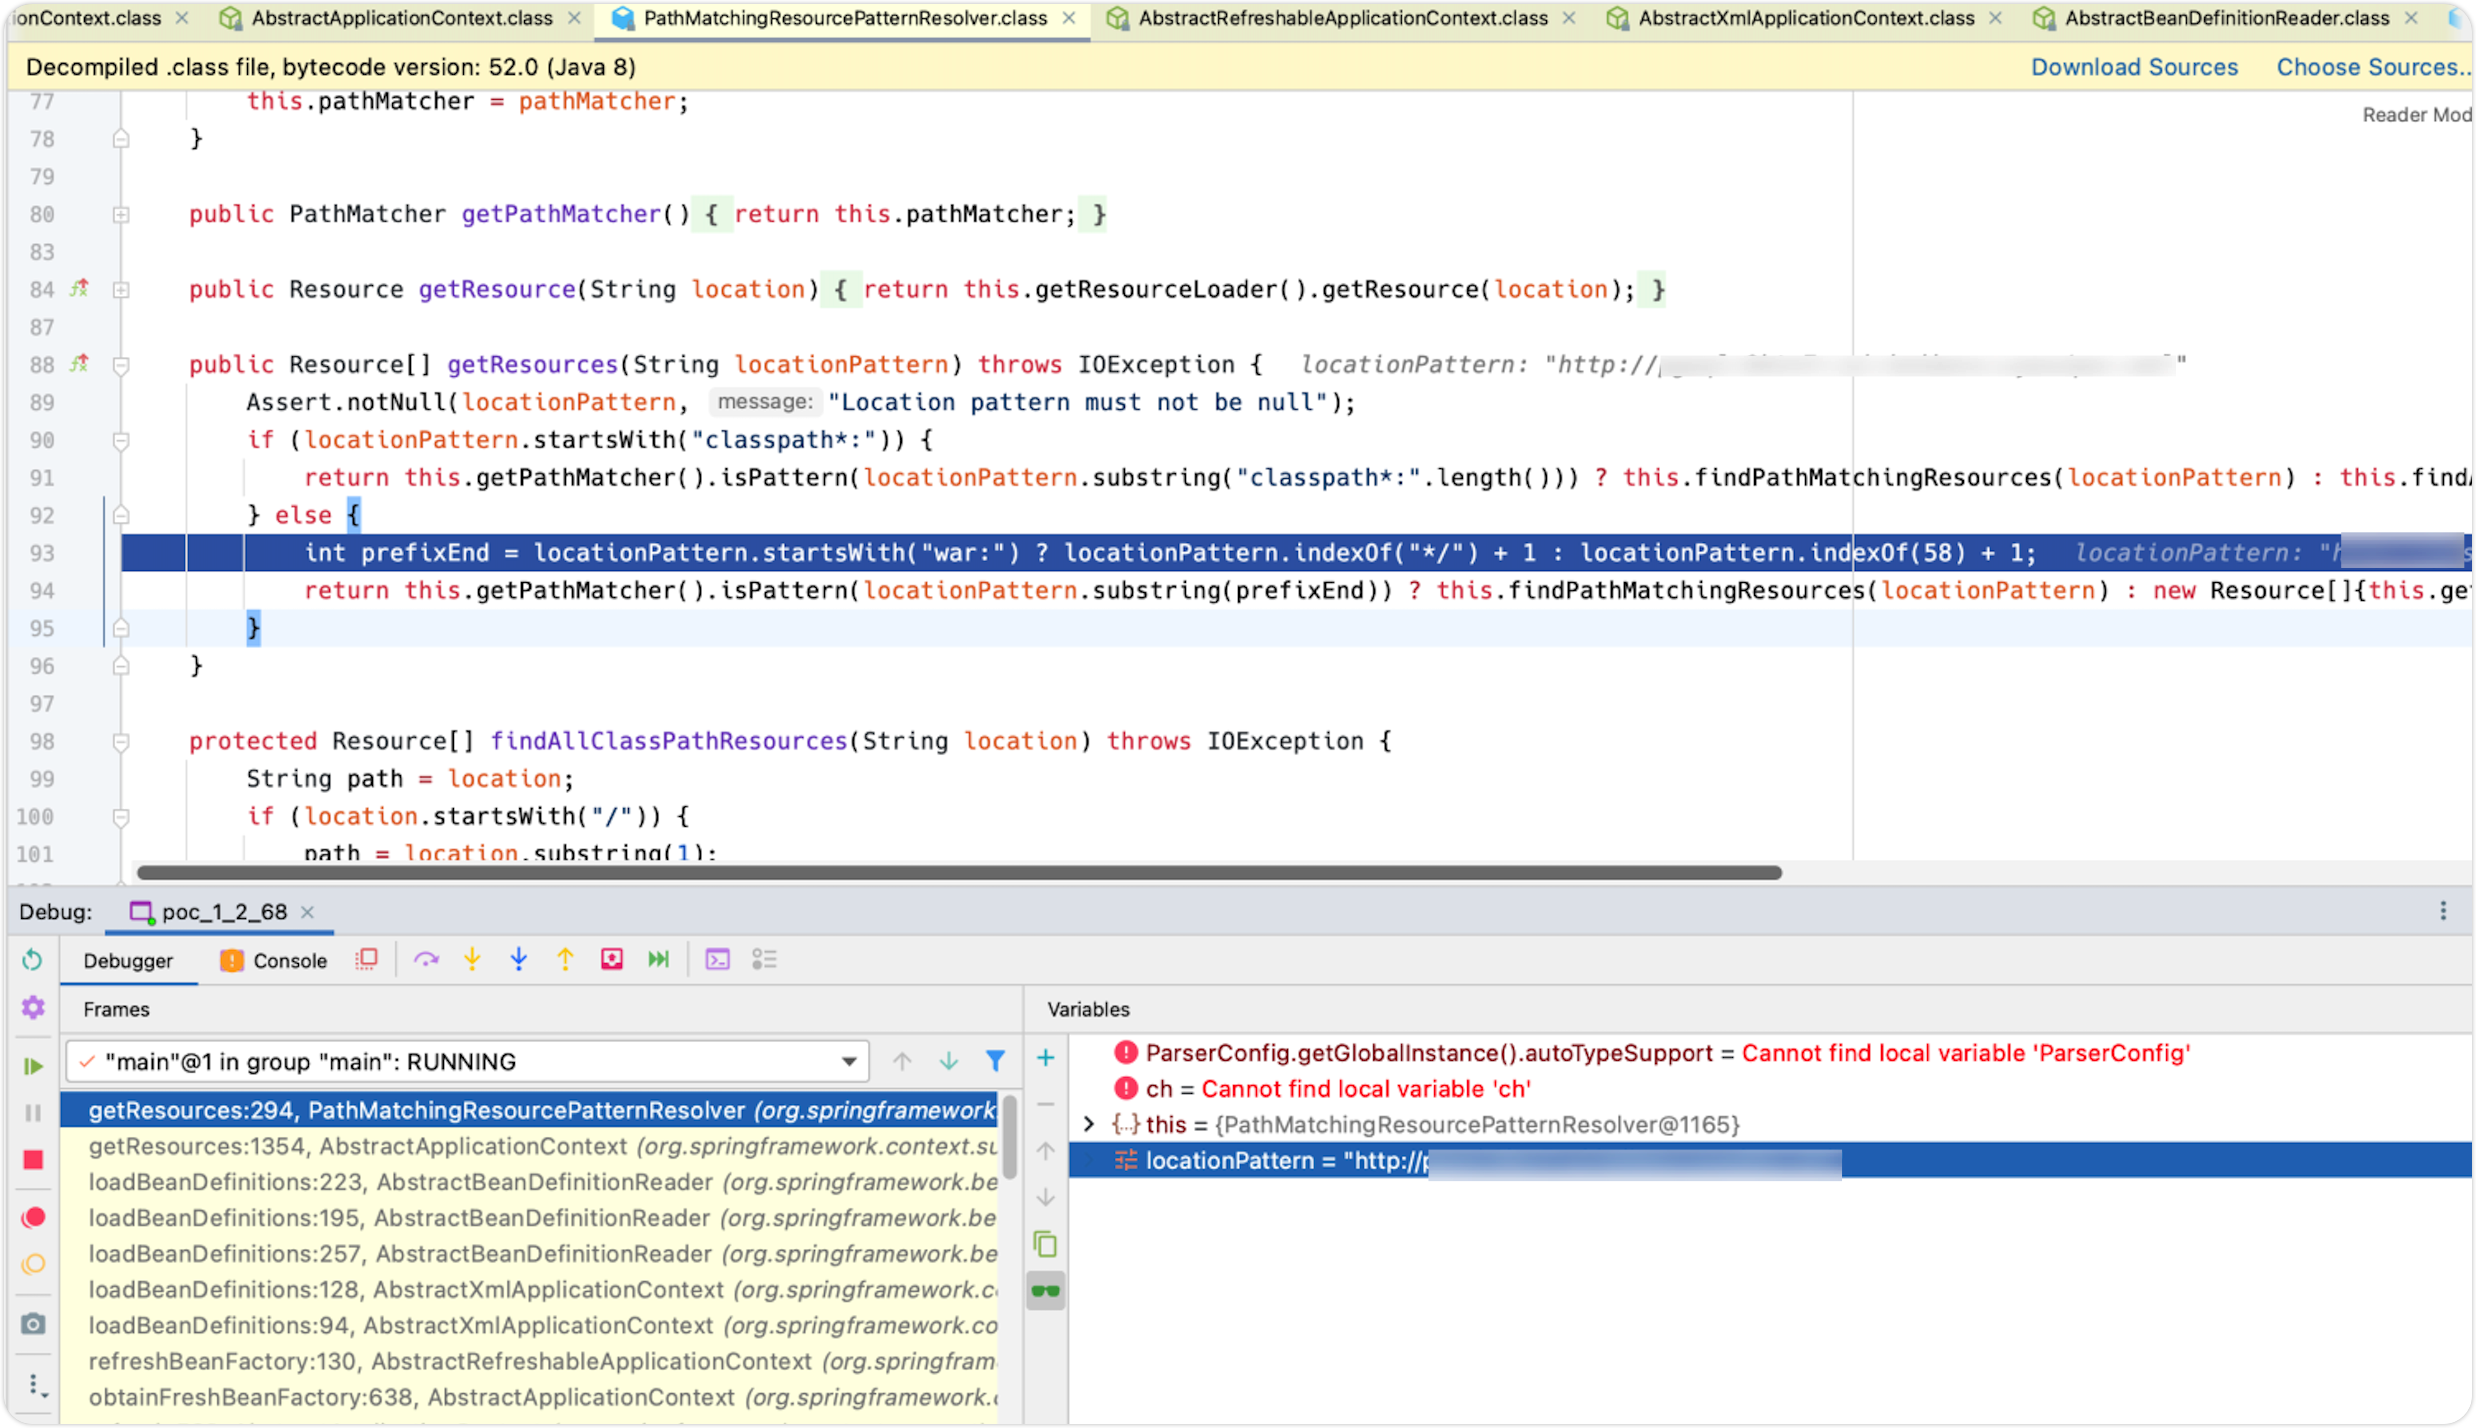 ionContext.class × AbstractApplicationContext.class × PathMatchingResourcePatternResolver.class × AbstractRefreshableApplicationContext.class × AbstractXmlApplicationContext.class × AbstractBeanDefinitionReader.class ×
Decompiled .class file, bytecode version: 52.0 (Java 8) Download Sources Choose Sources..
Reader Mod
77 this.pathMatcher = pathMatcher;
78 }
79
80 public PathMatcher getPathMatcher() { return this.pathMatcher; }
83
84 public Resource getResource(String location) { return this.getResourceLoader().getResource(location); }
87
88 public Resource[] getResources(String locationPattern) throws IOException { locationPattern: "http:// "
89 Assert.notNull(locationPattern, message: "Location pattern must not be null");
90 if (locationPattern.startsWith("classpath*:")) {
91 return this.getPathMatcher().isPattern(locationPattern.substring("classpath*:".length())) ? this.findPathMatchingResources(locationPattern) : this.find
92 } else {
93 int prefixEnd = locationPattern.startsWith("war:") ? locationPattern.indexOf("*/") + 1 : locationPattern.indexOf(58) + 1; locationPattern: "h
94 return this.getPathMatcher().isPattern(locationPattern.substring(prefixEnd)) ? this.findPathMatchingResources(locationPattern) : new Resource[]{this.ge
95 }
96 }
97
98 protected Resource[] findAllClassPathResources(String location) throws IOException {
99 String path = location;
100 if (location.startsWith("/")) {
101 path = location.substring(1);
Debug: poc_1_2_68 ×
Debugger Console
Frames
"main"@1 in group "main": RUNNING
getResources:294, PathMatchingResourcePatternResolver (org.springframework.
getResources:1354, AbstractApplicationContext (org.springframework.context.su
loadBeanDefinitions:223, AbstractBeanDefinitionReader (org.springframework.be
loadBeanDefinitions:195, AbstractBeanDefinitionReader (org.springframework.be
loadBeanDefinitions:257, AbstractBeanDefinitionReader (org.springframework.be
loadBeanDefinitions:128, AbstractXmlApplicationContext (org.springframework.c
loadBeanDefinitions:94, AbstractXmlApplicationContext (org.springframework.co
refreshBeanFactory:130, AbstractRefreshableApplicationContext (org.springfram
obtainFreshBeanFactory:638, AbstractApplicationContext (org.springframework.
Variables
ParserConfig.getGlobalInstance().autoTypeSupport = Cannot find local variable 'ParserConfig'
ch = Cannot find local variable 'ch'
this = {PathMatchingResourcePatternResolver@1165}
locationPattern = "http://p